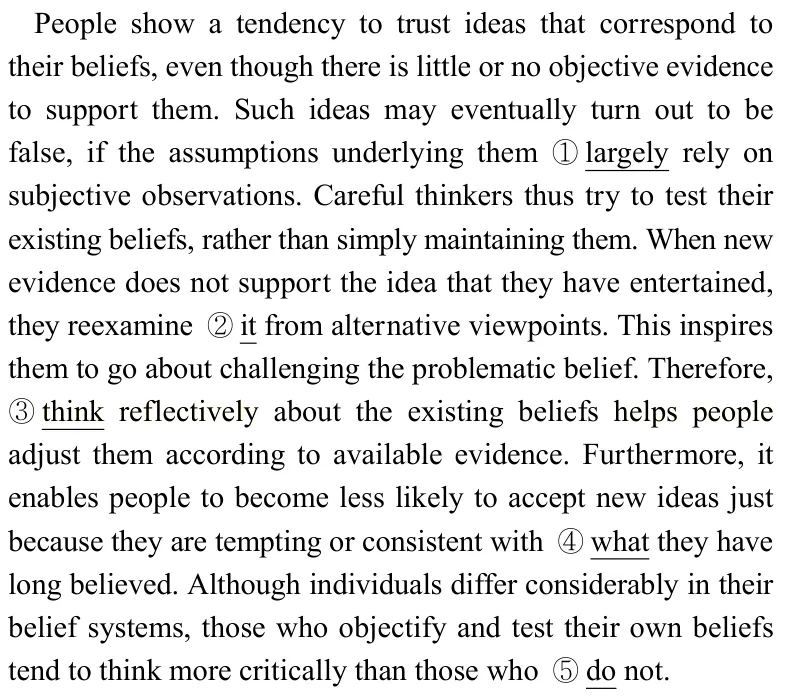 People show a tendency to trust ideas that correspond to
their beliefs, even though there is little or no objective evidence
to support them. Such ideas may eventually turn out to be
false, if the assumptions underlying them ① largely rely on
subjective observations. Careful thinkers thus try to test their
existing beliefs, rather than simply maintaining them. When new
evidence does not support the idea that they have entertained,
they reexamine ② it from alternative viewpoints. This inspires
them to go about challenging the problematic belief. Therefore,
③ think reflectively about the existing beliefs helps people
adjust them according to available evidence. Furthermore, it
enables people to become less likely to accept new ideas just
because they are tempting or consistent with ④ what they have
long believed. Although individuals differ considerably in their
belief systems, those who objectify and test their own beliefs
tend to think more critically than those who ⑤ do not.